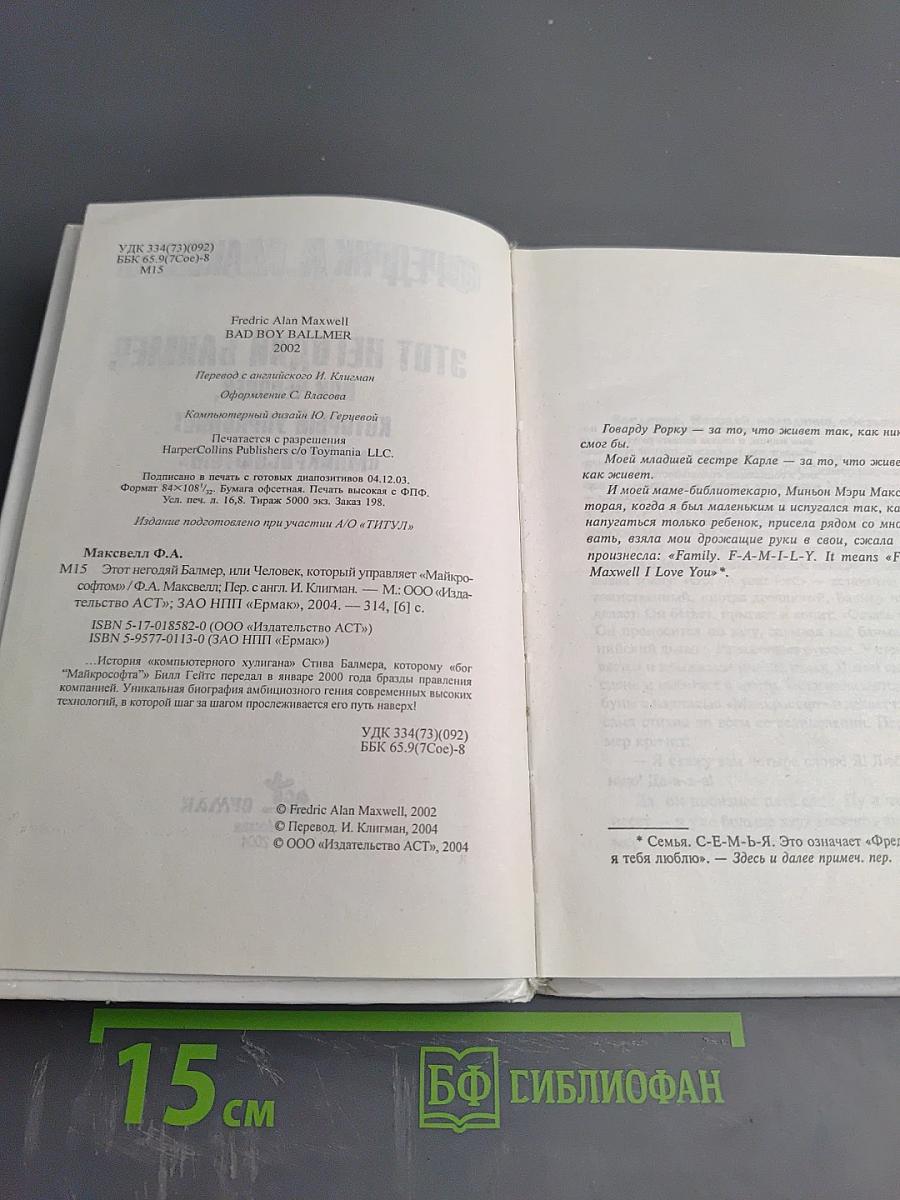 УДК 334(73)(092)
ББК 65.9(7Сое)-8
М15
Fredric Alan Maxwell
BAD BOY BALLMER
2002
Перевод с английского И. Клигман
Оформление С. Власова
Компьютерный дизайн Ю. Герцевой
Печатается с разрешения
HarperCollins Publishers c/o Toymania LLC.
Подписано в печать с готовых диапозитивов 04.12.03.
Формат 84×108¹/₃₂. Бумага офсетная. Печать высокая с ФПФ.
Усл. печ. л. 16,8. Тираж 5000 экз. Заказ 198.
Издание подготовлено при участии А/О «ТИТУЛ»
Максвелл Ф.А.
М15 Этот негодяй Балмер, или Человек, который управляет «Майкро-
софтом» / Ф.А. Максвелл; Пер. с англ. И. Клигман. — М.: ООО «Изда-
тельство АСТ»; ЗАО НПП «Ермак», 2004. — 314, [6] с.
ISBN 5-17-018582-0 (ООО «Издательство АСТ»)
ISBN 5-9577-0113-0 (ЗАО НПП «Ермак»)
...История «компьютерного хулигана» Стива Балмера, которому «бог
"Майкрософта"» Билл Гейтс передал в январе 2000 года бразды правления
компанией. Уникальная биография амбициозного гения современных высоких
технологий, в которой шаг за шагом прослеживается его путь наверх!
УДК 334(73)(092)
ББК 65.9(7Сое)-8
© Fredric Alan Maxwell, 2002
© Перевод. И. Клигман, 2004
© ООО «Издательство АСТ», 2004
Говарду Рорку — за то, что живет так, как ник
смог бы.
Моей младшей сестре Карле — за то, что живе
как живет.
И моей маме-библиотекарю, Миньон Мэри Макс
торая, когда я был маленьким и испугался так, ка
напугаться только ребенок, присела рядом со мно
вать, взяла мои дрожащие руки в свои, сжала
произнесла: «Family. F-A-M-I-L-Y. It means «F
Maxwell I Love You»*.
* Семья. С-Е-М-Ь-Я. Это означает «Фред
я тебя люблю». — Здесь и далее примеч. пер.
15 см
БФ БИБЛИОФАН